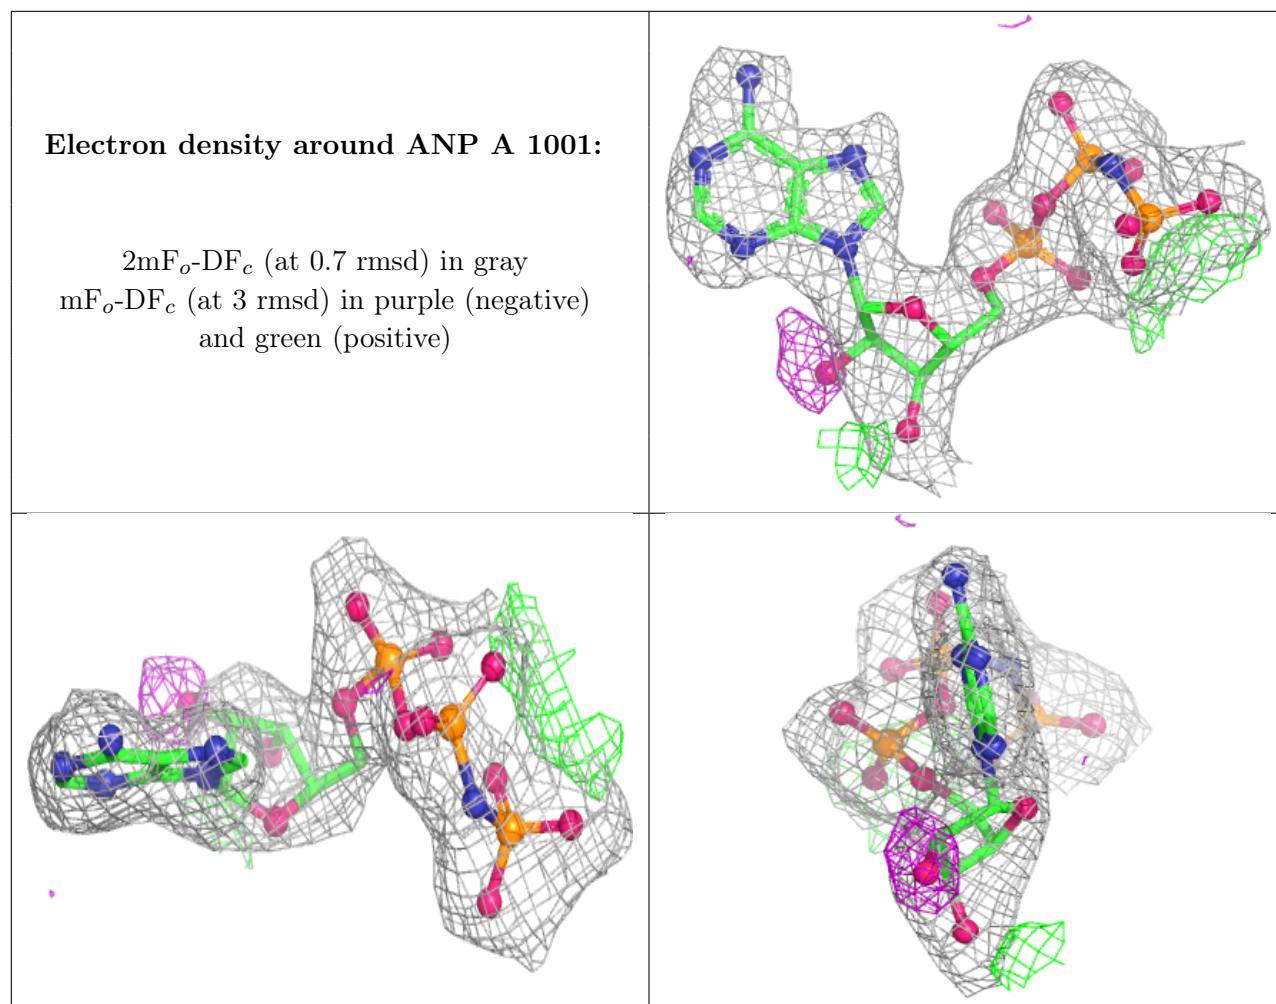 Electron density around ANP A 1001:
2mFo-DFc (at 0.7 rmsd) in gray
mFo-DFc (at 3 rmsd) in purple (negative)
and green (positive)